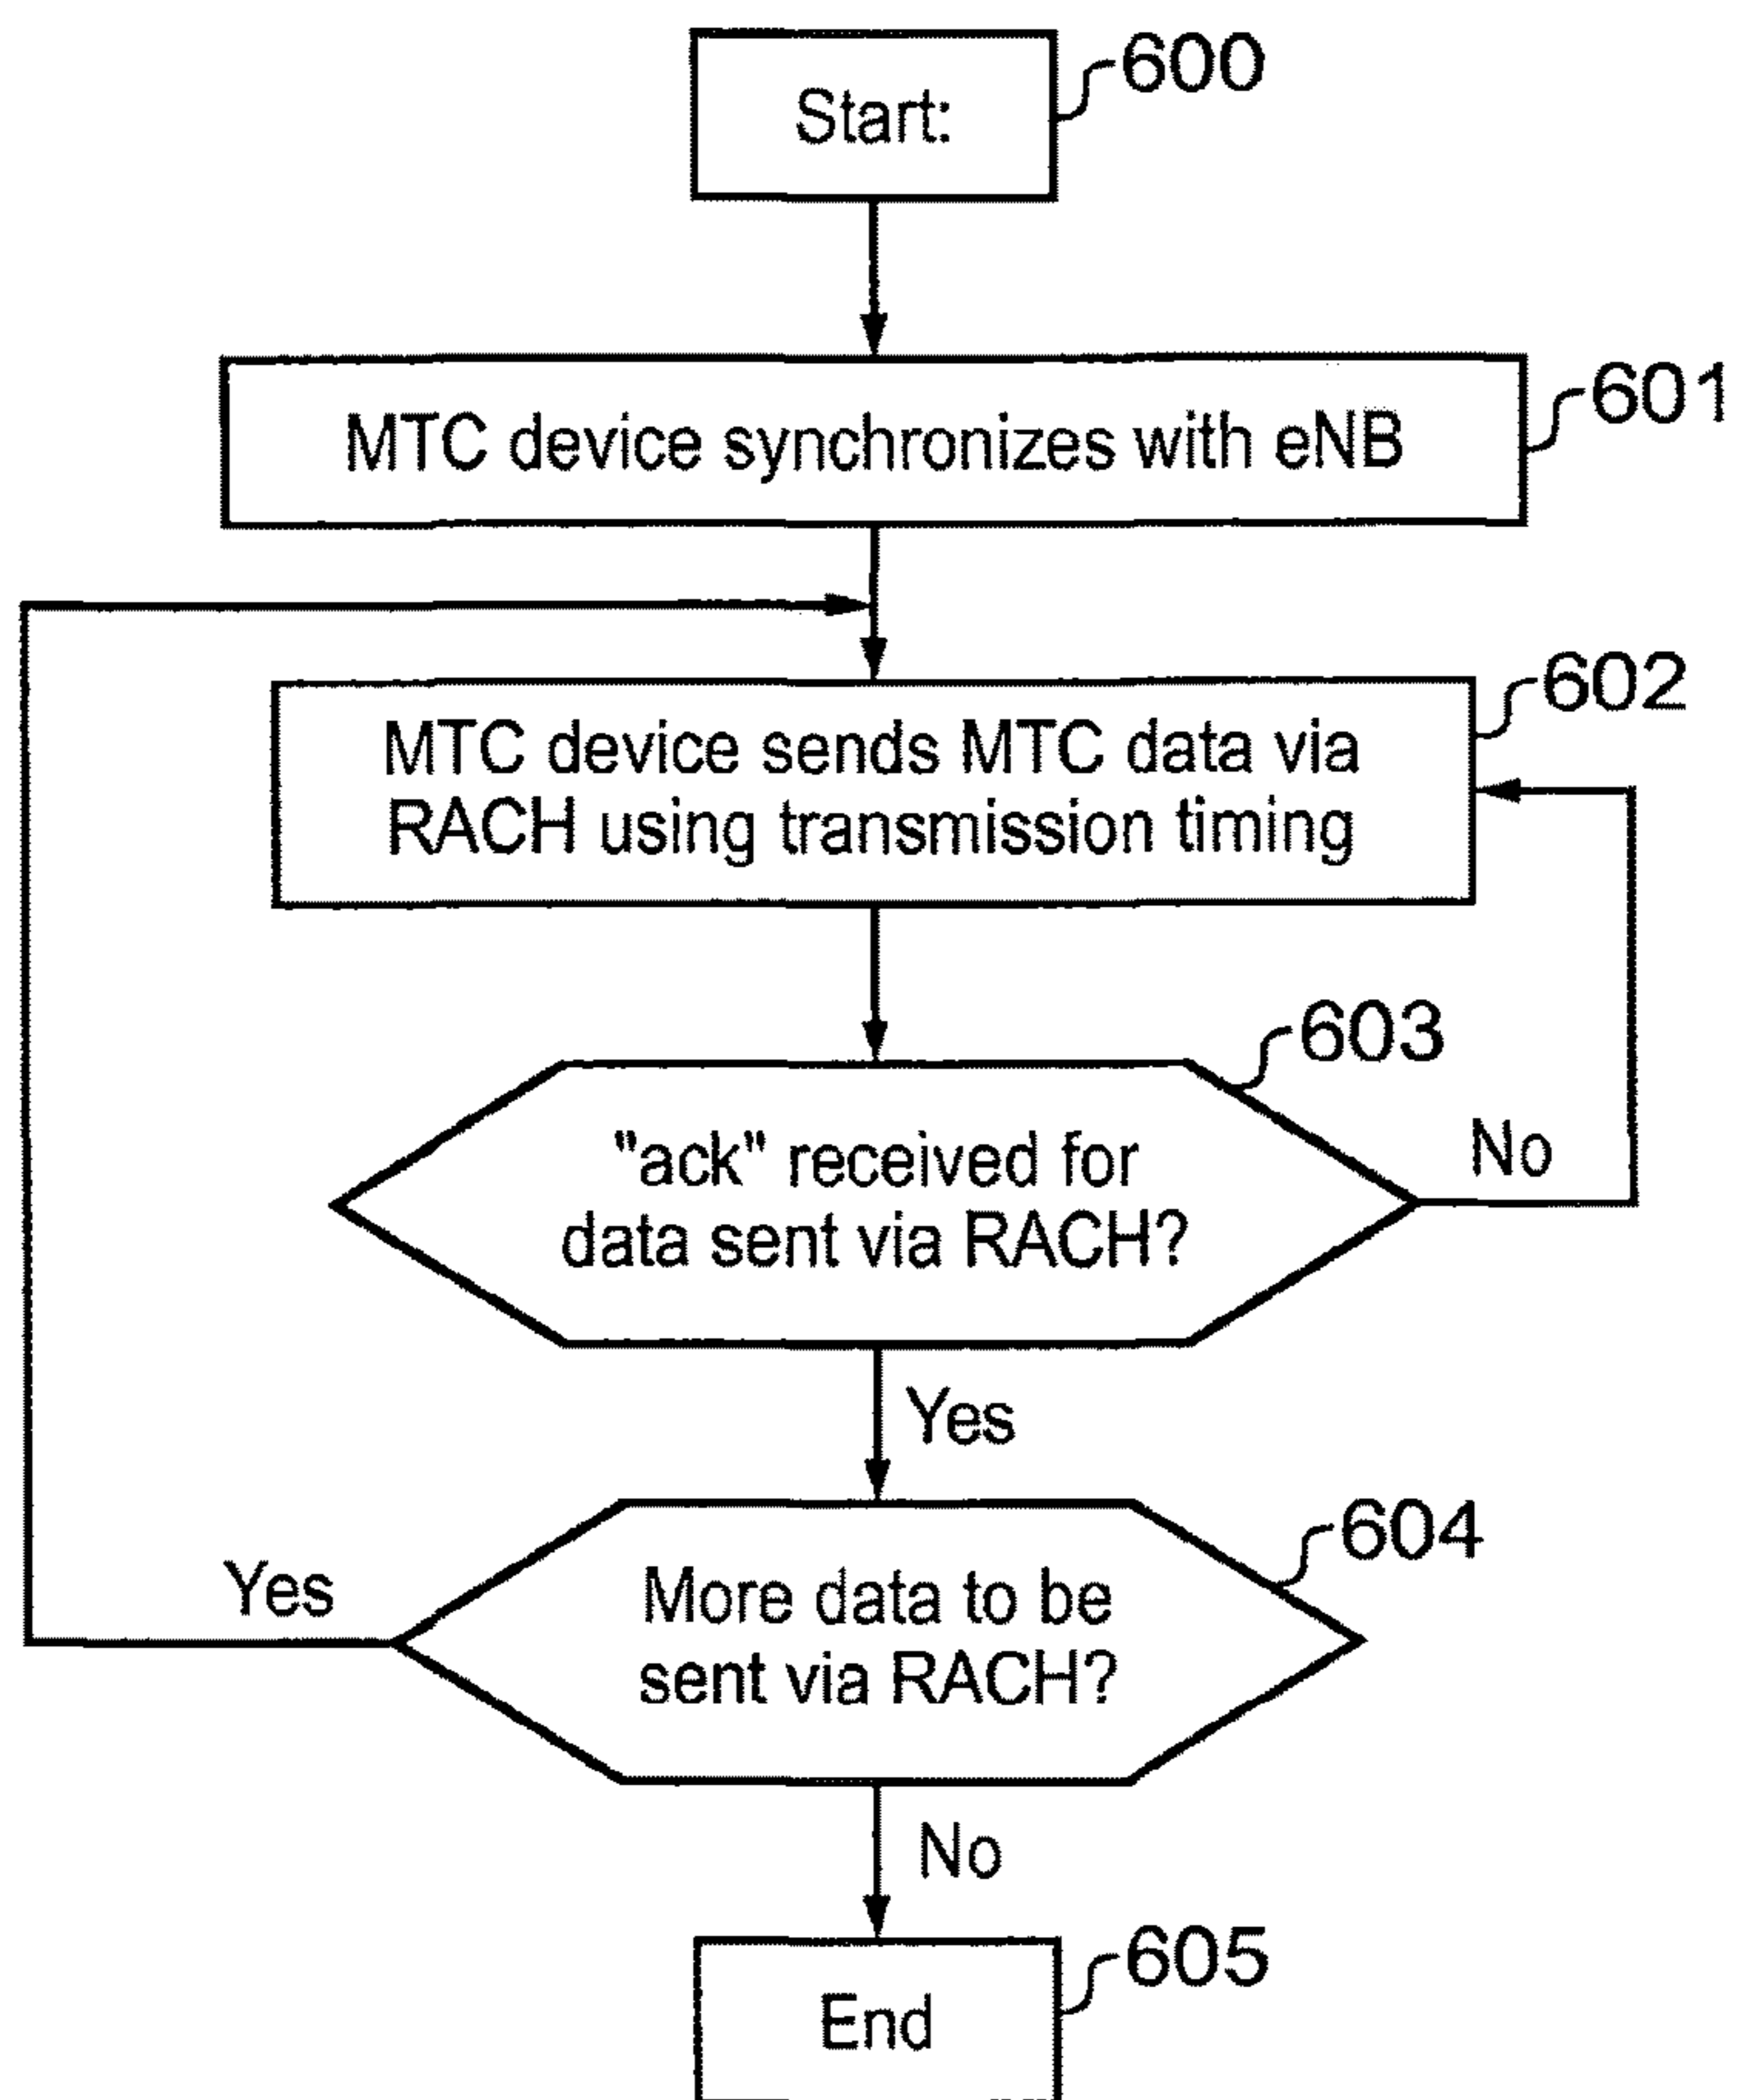 600
Start:
601
MTC device synchronizes with eNB
602
MTC device sends MTC data via
RACH using transmission timing
603
"ack" received for
data sent via RACH?
No
Yes
604
More data to be
sent via RACH?
Yes
No
605
End